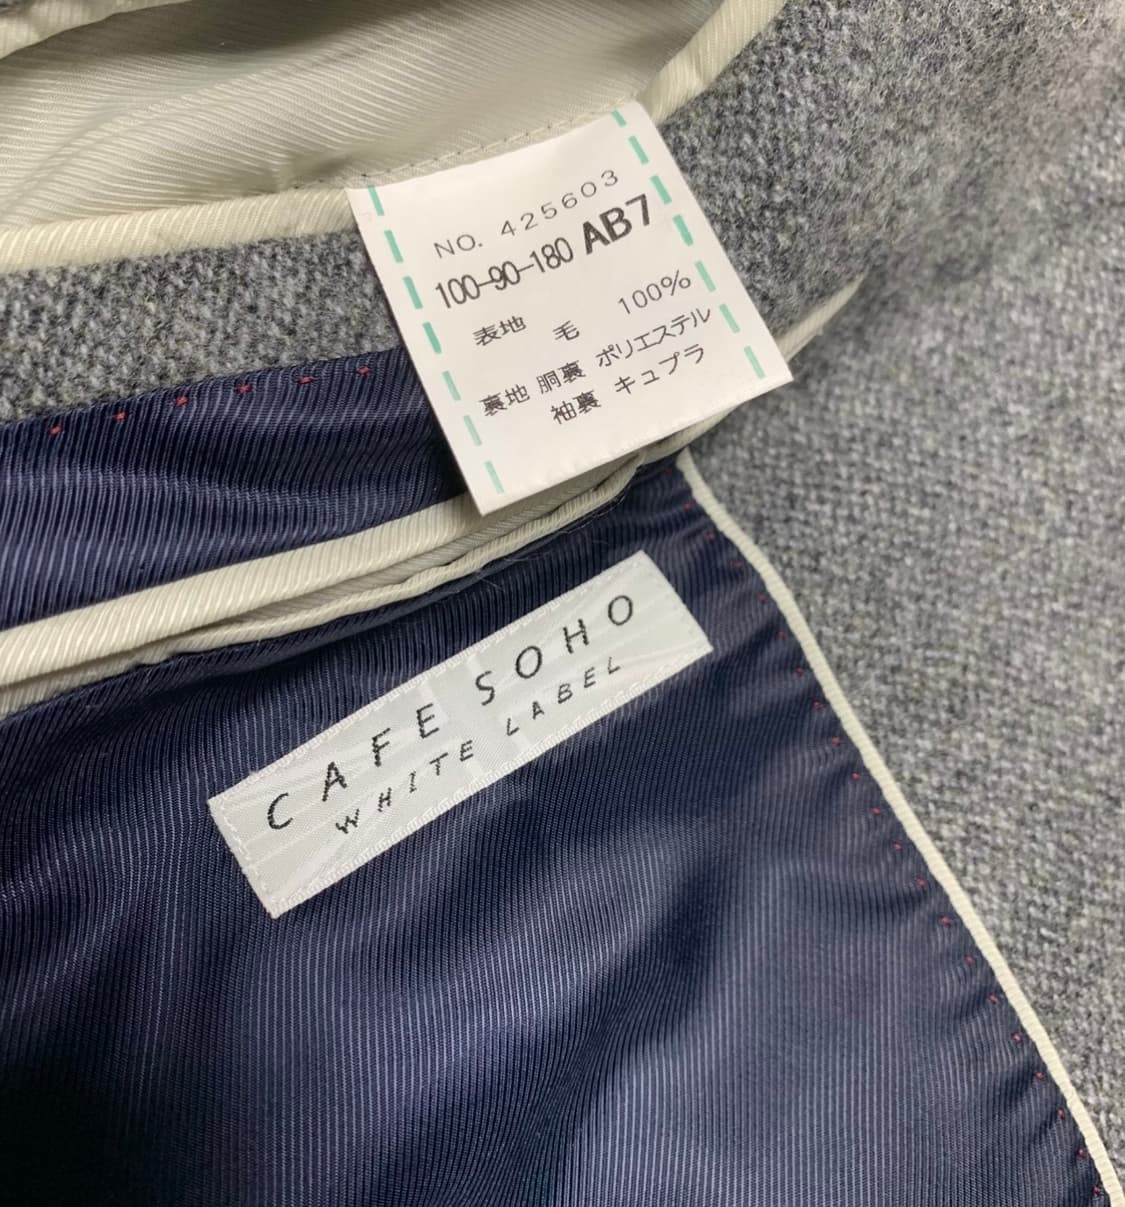 NO. 425603
100-90-180 AB7
表地 毛 100%
裏地 胴裏 ポリエステル
袖裏 キュプラ
CAFE SOHO
WHITE LABEL